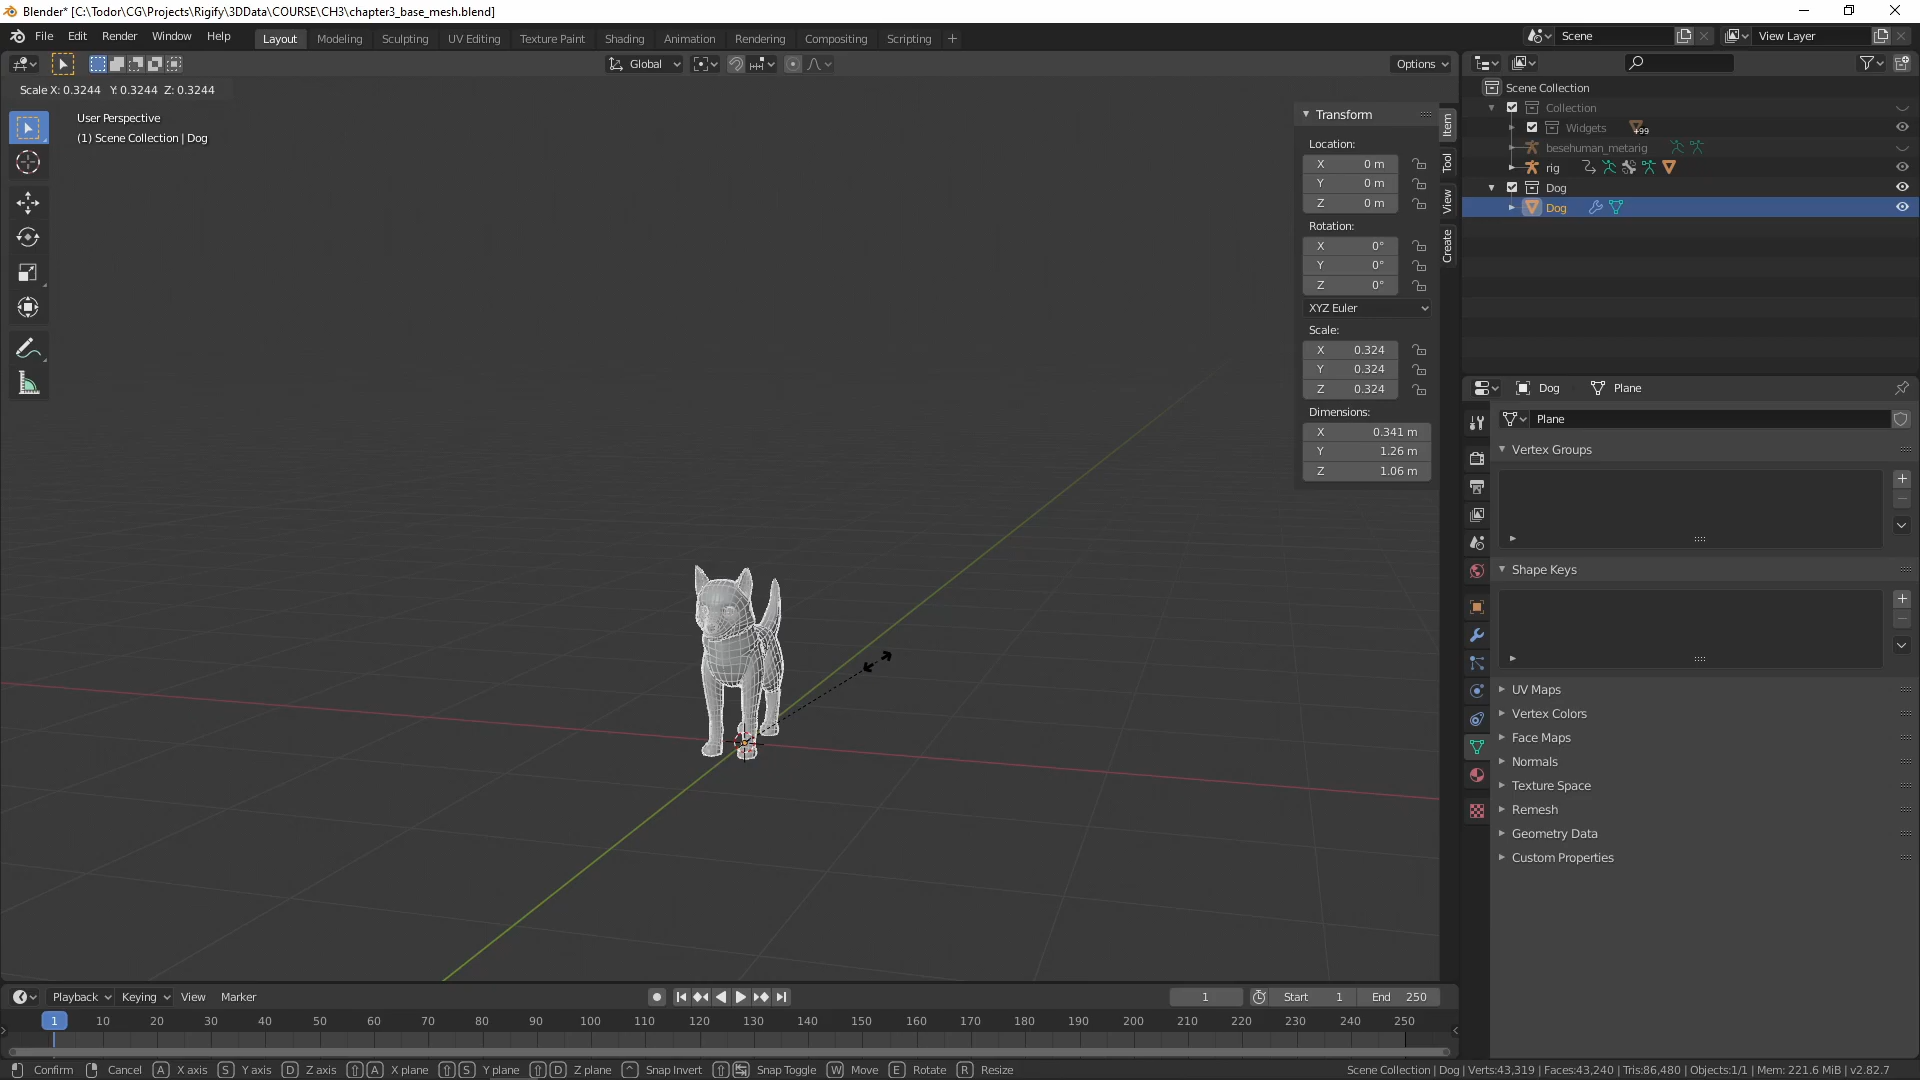 Blender* [C:\Todor\CG\Projects\Rigify\3DData\COURSE\CH3\chapter3_base_mesh.blend]
File Edit Render Window Help Layout Modeling Sculpting UV Editing Texture Paint Shading Animation Rendering Compositing Scripting + Scene View Layer
Global Options
Scale X: 0.3244 Y: 0.3244 Z: 0.3244
User Perspective
(1) Scene Collection | Dog
Transform
Location:
X 0 m
Y 0 m
Z 0 m
Rotation:
X 0°
Y 0°
Z 0°
XYZ Euler
Scale:
X 0.324
Y 0.324
Z 0.324
Dimensions:
X 0.341 m
Y 1.26 m
Z 1.06 m
Item
Tool
View
Create
Scene Collection
Collection
Widgets +99
besehuman_metarig
rig
Dog
Dog
Dog Plane
Plane
Vertex Groups
Shape Keys
UV Maps
Vertex Colors
Face Maps
Normals
Texture Space
Remesh
Geometry Data
Custom Properties
Playback Keying View Marker 1 Start 1 End 250
1 10 20 30 40 50 60 70 80 90 100 110 120 130 140 150 160 170 180 190 200 210 220 230 240 250
Confirm Cancel A X axis S Y axis D Z axis A X plane S Y plane D Z plane ^ Snap Invert Snap Toggle W Move E Rotate R Resize Scene Collection | Dog | Verts:43,319 | Faces:43,240 | Tris:86,480 | Objects:1/1 | Mem: 221.6 MiB | v2.82.7